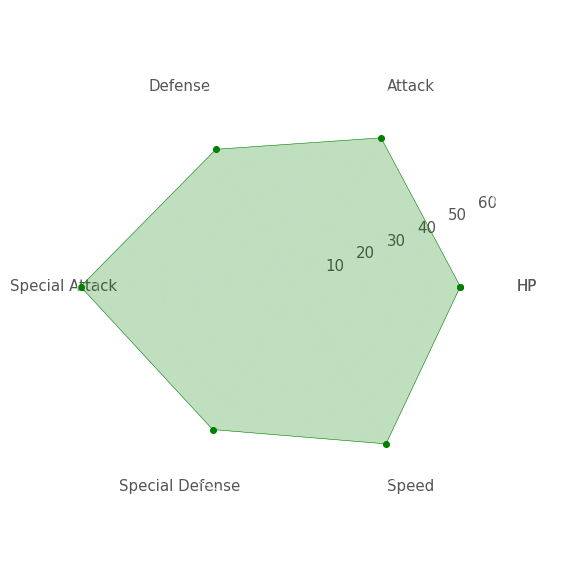 Defense
Attack
60
50
40
30
20
10
Special Attack
HP
Special Defense
Speed